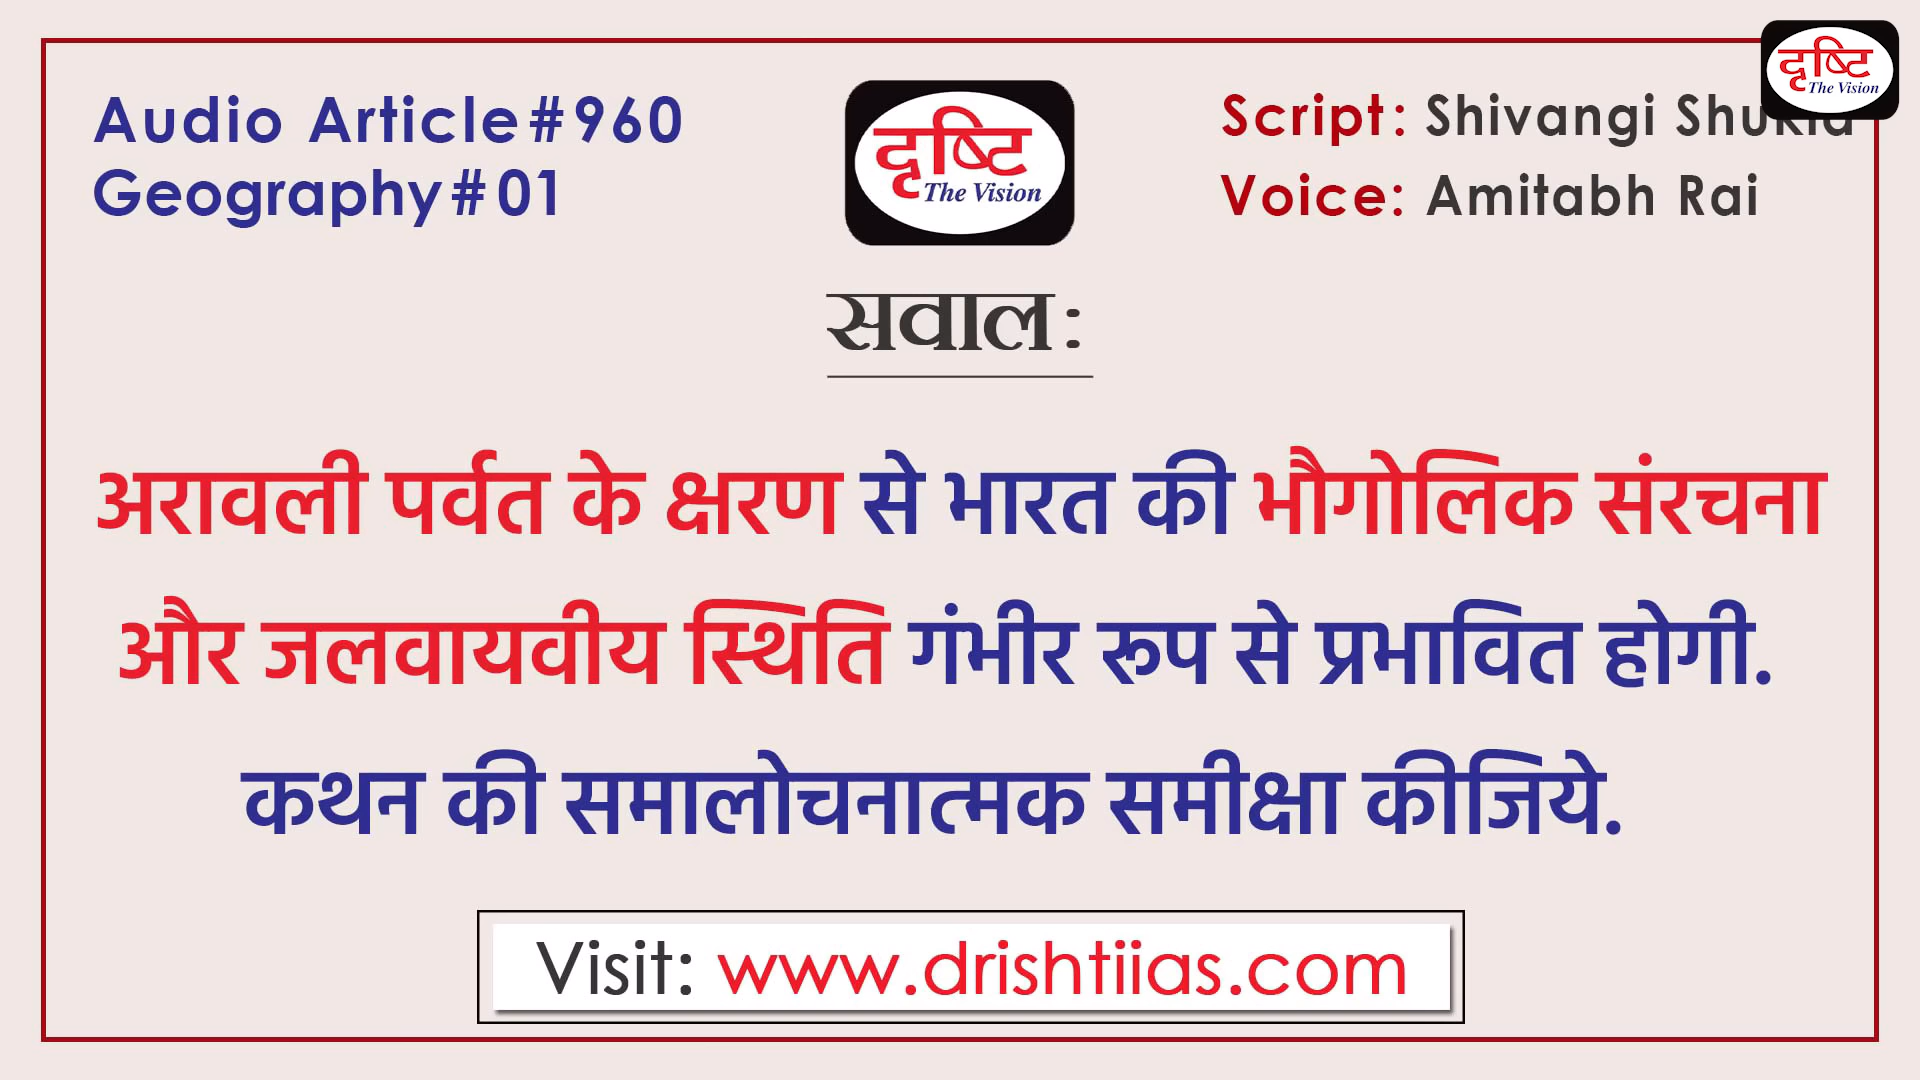 Audio Article#960
Geography#01
दृष्टि
The Vision
Script: Shivangi
Voice: Amitabh Rai
दृष्टि
The Vision
सवाल:
अरावली पर्वत के क्षरण से भारत की भौगोलिक संरचना
और जलवायवीय स्थिति गंभीर रूप से प्रभावित होगी.
कथन की समालोचनात्मक समीक्षा कीजिये.
Visit: www.drishtiias.com